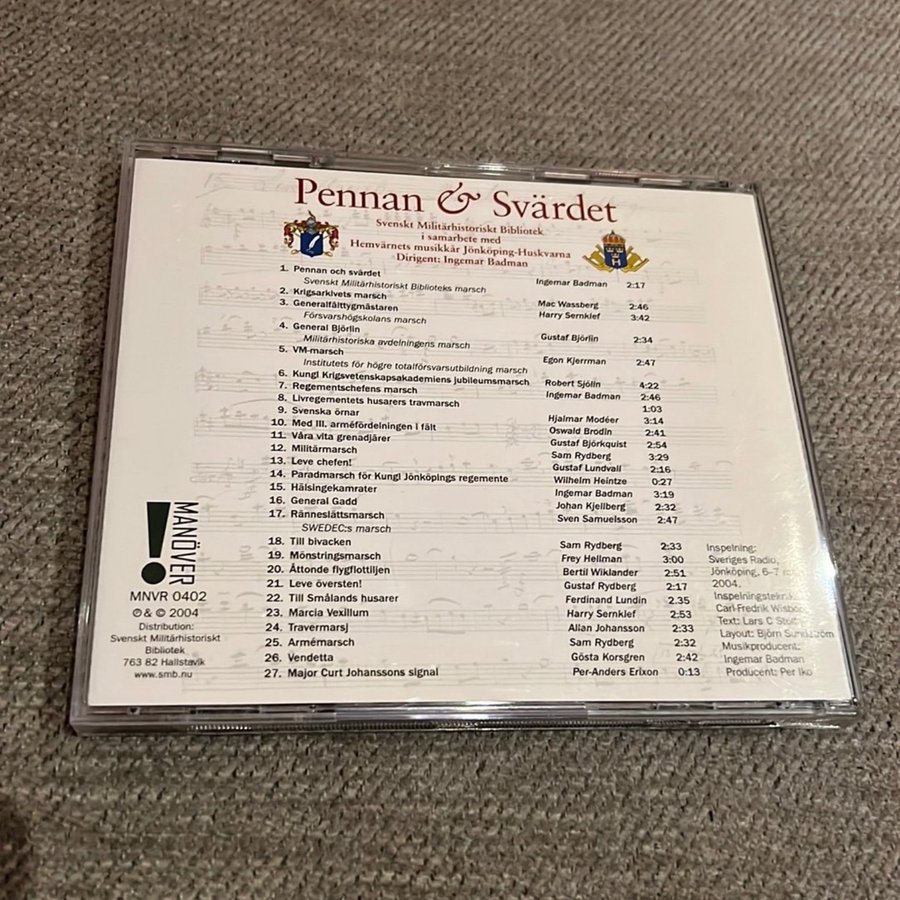 Pennan & Svärdet
Svenskt Militärhistoriskt Bibliotek
i samarbete med
Hemvärnets musikkår Jönköping-Huskvarna
Dirigent: Ingemar Badman
1. Pennan och svärdet Ingemar Badman 2:17
Svenskt Militärhistoriskt Biblioteks marsch
2. Krigsarkivets marsch Mac Wassberg 2:46
3. Generalfälttygmästaren Harry Sernklef 3:42
Försvarshögskolans marsch
4. General Björlin Gustaf Björlin 2:34
Militärhistoriska avdelningens marsch
5. VM-marsch Egon Kjerrman 2:47
Institutets för högre totalförsvarsutbildning marsch
6. Kungl Krigsvetenskapsakademiens jubileumsmarsch Robert Sjölin 4:22
7. Regementschefens marsch Ingemar Badman 2:46
8. Livregementets husarers travmarsch 1:03
9. Svenska örnar Hjalmar Modéer 3:14
10. Med III. arméfördelningen i fält Oswald Brodin 2:41
11. Våra vita grenadjärer Gustaf Björkquist 2:54
12. Militärmarsch Sam Rydberg 3:29
13. Leve chefen! Gustaf Lundvall 2:16
14. Paradmarsch för Kungl Jönköpings regemente Wilhelm Heintze 0:27
15. Hälsingekamrater Ingemar Badman 3:19
16. General Gadd Johan Kjellberg 2:32
17. Ränneslättsmarsch Sven Samuelsson 2:47
SWEDEC:s marsch
18. Till bivacken Sam Rydberg 2:33
19. Mönstringsmarsch Frey Hellman 3:00
20. Åttonde flygflottiljen Bertil Wiklander 2:51
21. Leve översten! Gustaf Rydberg 2:17
22. Till Smålands husarer Ferdinand Lundin 2.35
23. Marcia Vexillum Harry Sernklef 2:53
24. Travermarsj Allan Johansson 2:33
25. Armémarsch Sam Rydberg 2:32
26. Vendetta Gösta Korsgren 2:42
27. Major Curt Johanssons signal Per-Anders Erixon 0:13
MANÖVER
MNVR 0402
℗ & © 2004
Distribution:
Svenskt Militärhistoriskt
Bibliotek
763 82 Hallstavik
www.smb.nu
Inspelning:
Sveriges Radio,
Jönköping, 6–7
2004.
Inspelningstekniker
Carl-Fredrik
Text: Lars C
Layout: Björn Sundström
Musikproducent:
Ingemar Badman
Producent: Per Iko